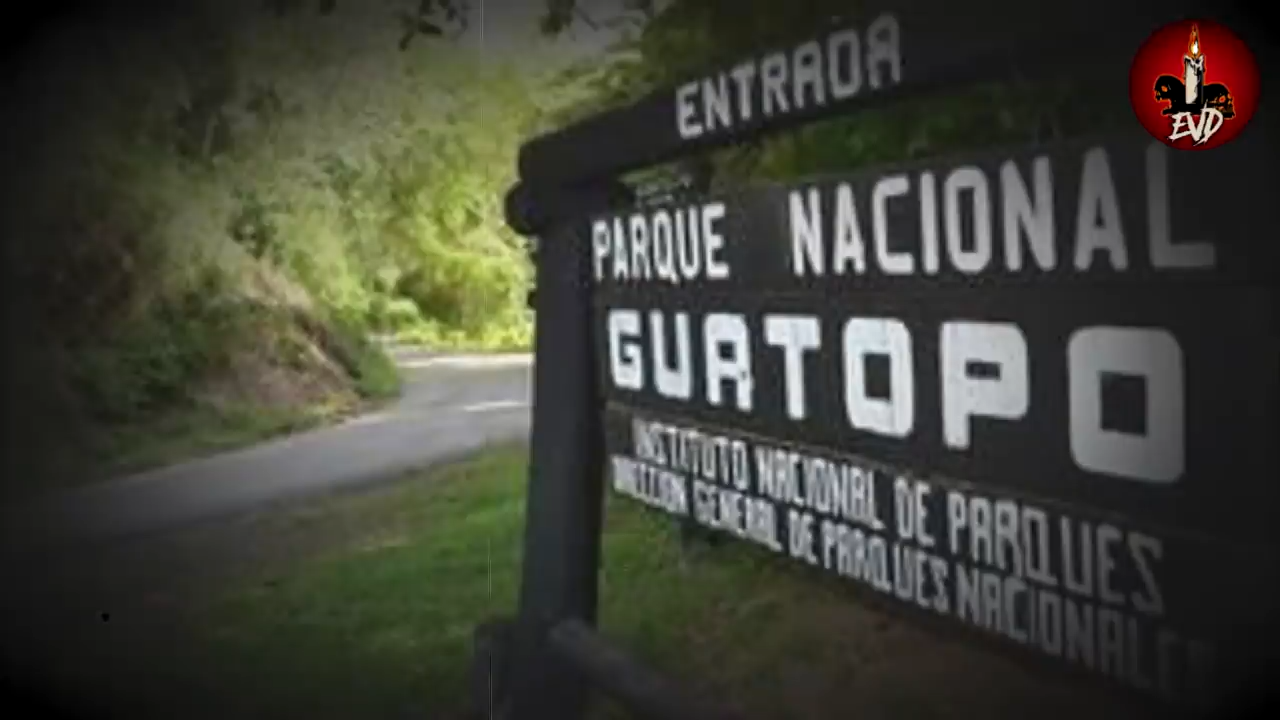 ENTRADA
PARQUE NACIONAL
GUATOPO
INSTITUTO NACIONAL DE PARQUES
DIRECCION GENERAL DE PARQUES NACIONALES
EVD